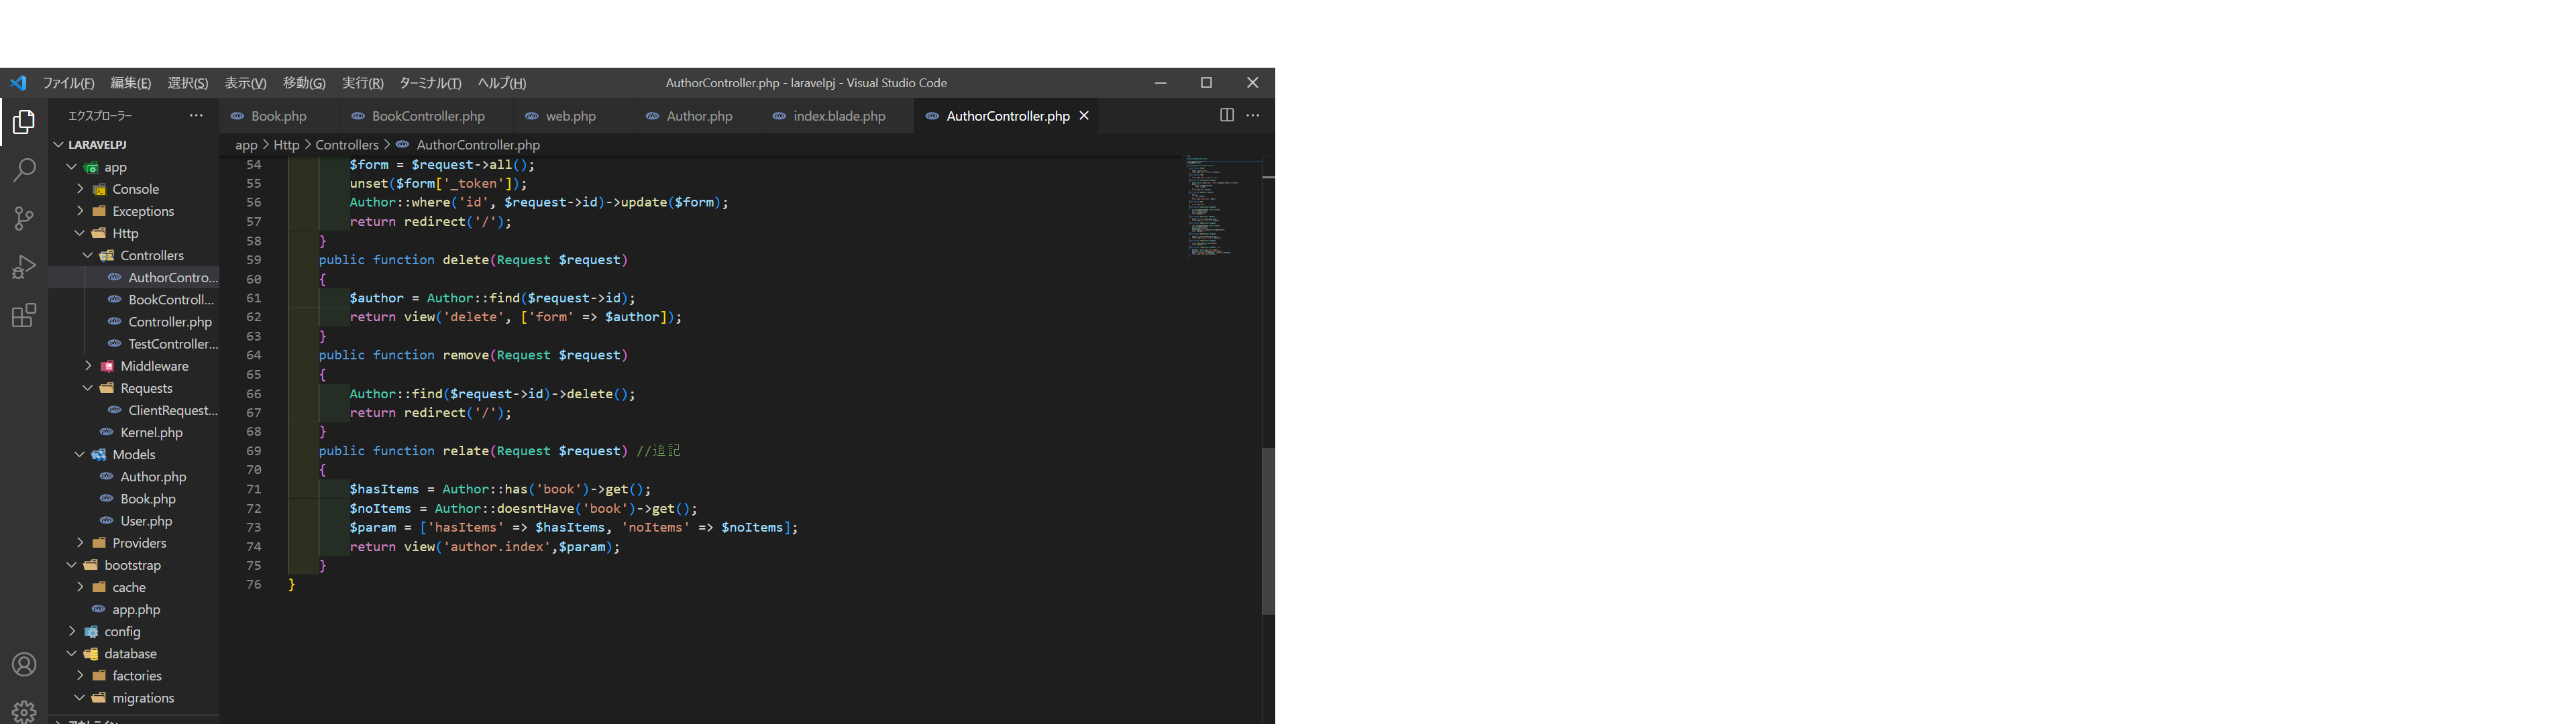 ファイル(F) 編集(E) 選択(S) 表示(V) 移動(G) 実行(R) ターミナル(T) ヘルプ(H) AuthorController.php - laravelpj - Visual Studio Code
エクスプローラー
Book.php BookController.php web.php Author.php index.blade.php AuthorController.php
app > Http > Controllers > AuthorController.php
LARAVELPJ
app
Console
Exceptions
Http
Controllers
AuthorContro...
BookControll...
Controller.php
TestController...
Middleware
Requests
ClientRequest...
Kernel.php
Models
Author.php
Book.php
User.php
Providers
bootstrap
cache
app.php
config
database
factories
migrations
54 $form = $request->all();
55 unset($form['_token']);
56 Author::where('id', $request->id)->update($form);
57 return redirect('/');
58 }
59 public function delete(Request $request)
60 {
61 $author = Author::find($request->id);
62 return view('delete', ['form' => $author]);
63 }
64 public function remove(Request $request)
65 {
66 Author::find($request->id)->delete();
67 return redirect('/');
68 }
69 public function relate(Request $request) //追記
70 {
71 $hasItems = Author::has('book')->get();
72 $noItems = Author::doesntHave('book')->get();
73 $param = ['hasItems' => $hasItems, 'noItems' => $noItems];
74 return view('author.index',$param);
75 }
76 }